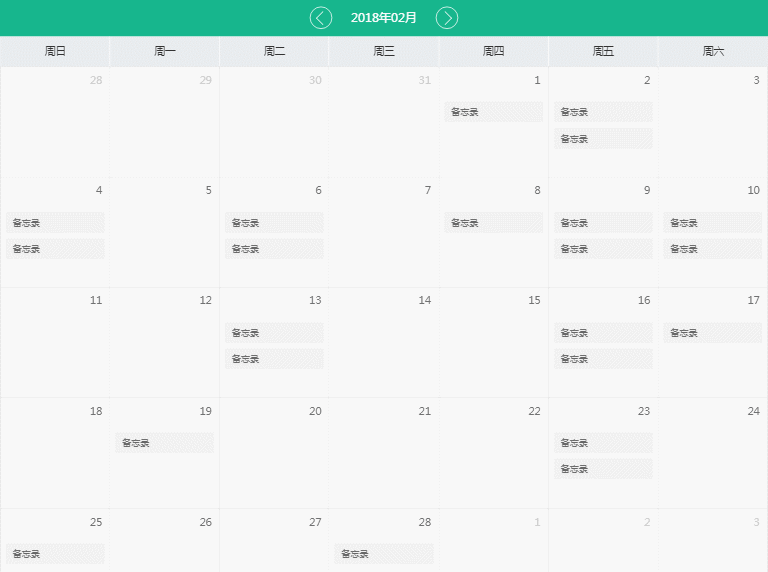 2018年02月
周日 周一 周二 周三 周四 周五 周六
28 29 30 31 1 2 3
备忘录 备忘录
备忘录
4 5 6 7 8 9 10
备忘录 备忘录 备忘录 备忘录 备忘录
备忘录 备忘录 备忘录 备忘录
11 12 13 14 15 16 17
备忘录 备忘录 备忘录
备忘录 备忘录
18 19 20 21 22 23 24
备忘录 备忘录
备忘录
25 26 27 28 1 2 3
备忘录 备忘录